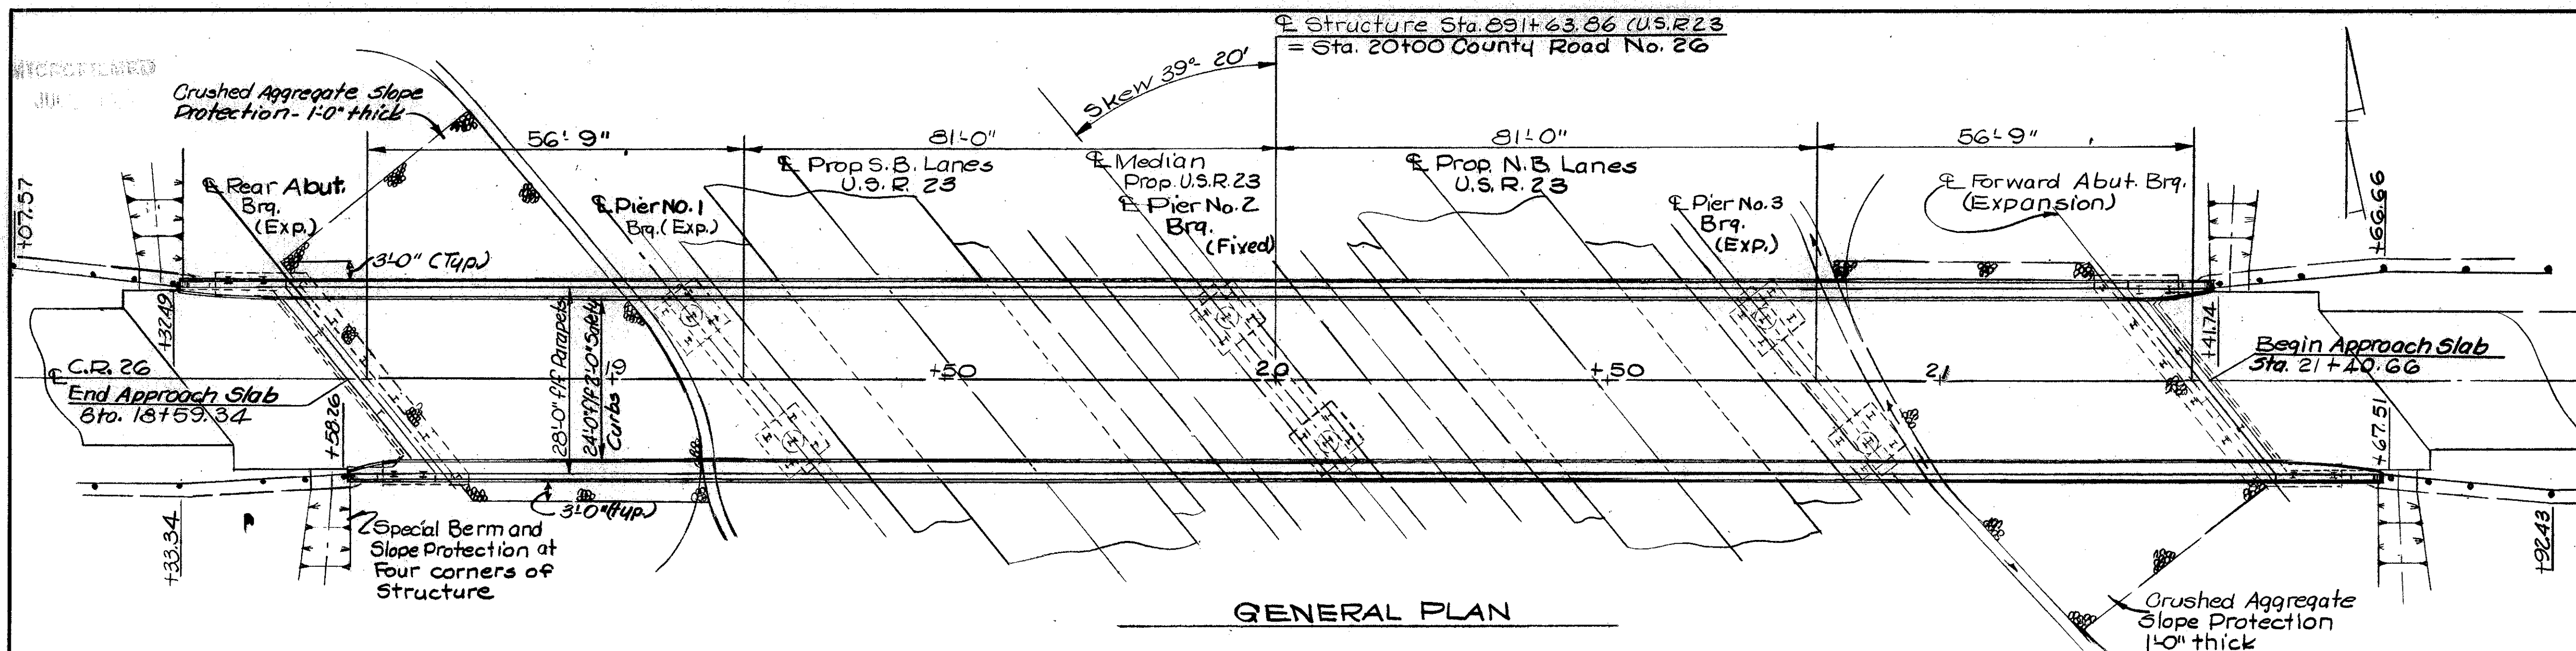 ℄ Structure Sta. 891+63.86 (U.S.R.23
= Sta. 20+00 County Road No. 26
MICROFILMED
Skew 39°-20'
Crushed Aggregate Slope
Protection - 1'-0" thick
56'-9"
81'-0"
81'-0"
56'-9"
+07.57
℄ Rear Abut.
Brg.
(Exp.)
℄ Pier No. 1
Brg. (Exp.)
℄ Prop S.B. Lanes
U.S.R. 23
℄ Median
Prop. U.S.R. 23
℄ Pier No. 2
Brg.
(Fixed)
℄ Prop. N.B. Lanes
U.S.R. 23
℄ Pier No. 3
Brg.
(Exp.)
℄ Forward Abut. Brg.
(Expansion)
+66.66
3'-0" (Typ.)
+32.49
28'-0" f/f Parapets
24'-0" f/f 2'-0" Safety
Curbs
+41.74
℄ C.R. 26
End Approach Slab
Sta. 18+59.34
19
+50
20
+50
21
Begin Approach Slab
Sta. 21+40.66
+58.26
+67.51
3'-0" (typ.)
+33.34
Special Berm and
Slope Protection at
Four corners of
Structure
+92.43
GENERAL PLAN
Crushed Aggregate
Slope Protection
1'-0" thick